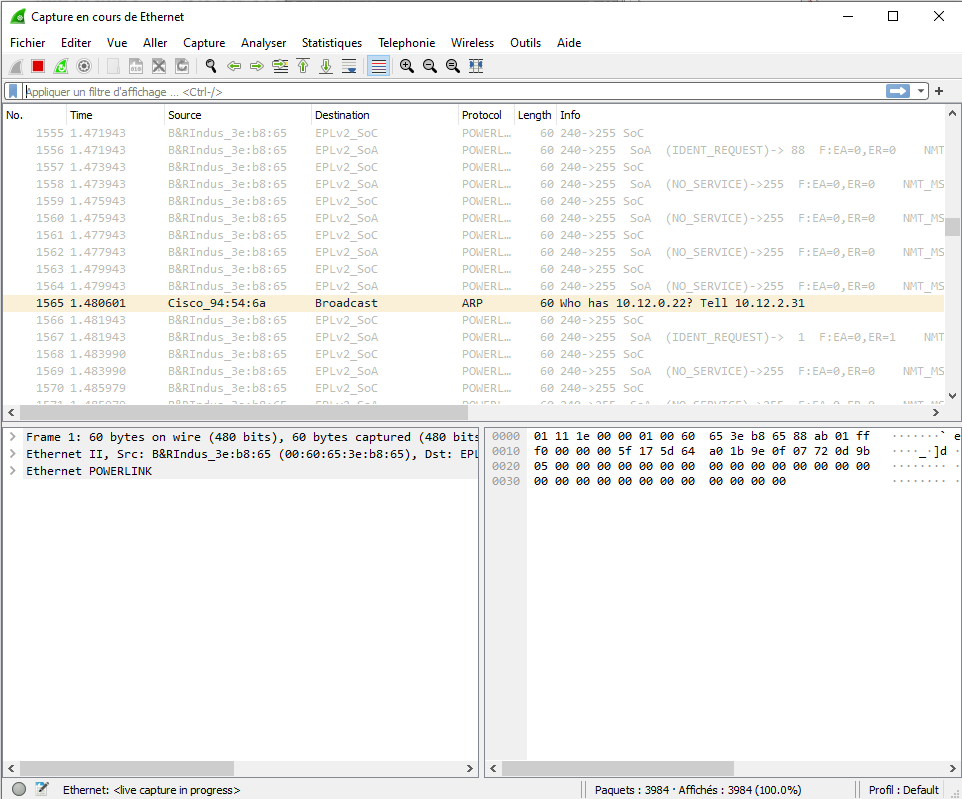 Capture en cours de Ethernet
Fichier Editer Vue Aller Capture Analyser Statistiques Telephonie Wireless Outils Aide
Appliquer un filtre d'affichage ... <Ctrl-/>
No. Time Source Destination Protocol Length Info
1555 1.471943 B&RIndus_3e:b8:65 EPLv2_SoC POWERL… 60 240->255 SoC
1556 1.471943 B&RIndus_3e:b8:65 EPLv2_SoA POWERL… 60 240->255 SoA (IDENT_REQUEST)-> 88 F:EA=0,ER=0 NMT
1557 1.473943 B&RIndus_3e:b8:65 EPLv2_SoC POWERL… 60 240->255 SoC
1558 1.473943 B&RIndus_3e:b8:65 EPLv2_SoA POWERL… 60 240->255 SoA (NO_SERVICE)->255 F:EA=0,ER=0 NMT_MS
1559 1.475943 B&RIndus_3e:b8:65 EPLv2_SoC POWERL… 60 240->255 SoC
1560 1.475943 B&RIndus_3e:b8:65 EPLv2_SoA POWERL… 60 240->255 SoA (NO_SERVICE)->255 F:EA=0,ER=0 NMT_MS
1561 1.477943 B&RIndus_3e:b8:65 EPLv2_SoC POWERL… 60 240->255 SoC
1562 1.477943 B&RIndus_3e:b8:65 EPLv2_SoA POWERL… 60 240->255 SoA (NO_SERVICE)->255 F:EA=0,ER=0 NMT_MS
1563 1.479943 B&RIndus_3e:b8:65 EPLv2_SoC POWERL… 60 240->255 SoC
1564 1.479943 B&RIndus_3e:b8:65 EPLv2_SoA POWERL… 60 240->255 SoA (NO_SERVICE)->255 F:EA=0,ER=0 NMT_MS
1565 1.480601 Cisco_94:54:6a Broadcast ARP 60 Who has 10.12.0.22? Tell 10.12.2.31
1566 1.481943 B&RIndus_3e:b8:65 EPLv2_SoC POWERL… 60 240->255 SoC
1567 1.481943 B&RIndus_3e:b8:65 EPLv2_SoA POWERL… 60 240->255 SoA (IDENT_REQUEST)-> 1 F:EA=0,ER=1 NMT
1568 1.483990 B&RIndus_3e:b8:65 EPLv2_SoC POWERL… 60 240->255 SoC
1569 1.483990 B&RIndus_3e:b8:65 EPLv2_SoA POWERL… 60 240->255 SoA (NO_SERVICE)->255 F:EA=0,ER=0 NMT_MS
1570 1.485979 B&RIndus_3e:b8:65 EPLv2_SoC POWERL… 60 240->255 SoC
Frame 1: 60 bytes on wire (480 bits), 60 bytes captured (480 bits
Ethernet II, Src: B&RIndus_3e:b8:65 (00:60:65:3e:b8:65), Dst: EPL
Ethernet POWERLINK
0000 01 11 1e 00 00 01 00 60 65 3e b8 65 88 ab 01 ff ·······` e
0010 f0 00 00 00 5f 17 5d 64 a0 1b 9e 0f 07 72 0d 9b ····_·]d
0020 05 00 00 00 00 00 00 00 00 00 00 00 00 00 00 00 ········
0030 00 00 00 00 00 00 00 00 00 00 00 00 ········
Ethernet: <live capture in progress>
Paquets : 3984 · Affichés : 3984 (100.0%)
Profil : Default